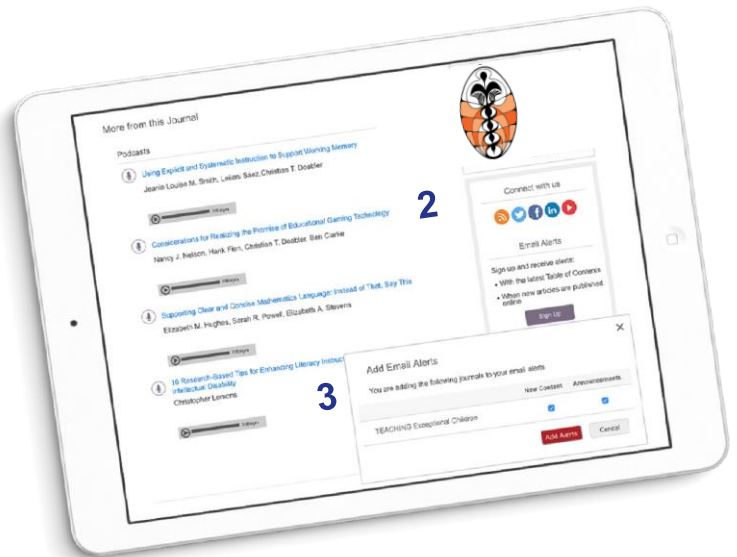 More from this Journal
Podcasts
Using Explicit and Systematic Instruction to Support Working Memory
Jeanie Louise M. Smith, Leilani Sáez, Christian T. Doabler
Considerations for Realizing the Promise of Educational Gaming Technology
Nancy J. Nelson, Hank Fien, Christian T. Doabler, Ben Clarke
Supporting Clear and Concise Mathematics Language: Instead of That, Say This
Elizabeth M. Hughes, Sarah R. Powell, Elizabeth A. Stevens
10 Research-Based Tips for Enhancing Literacy Instruc
Intellectual Disability
Christopher Lemons
2
Connect with us
Email Alerts
Sign up and receive alerts:
• With the latest Table of Contents
• When new articles are published
online
Sign Up
3
Add Email Alerts
You are adding the following journals to your email alerts
New Content Announcements
TEACHING Exceptional Children
Add Alerts Cancel